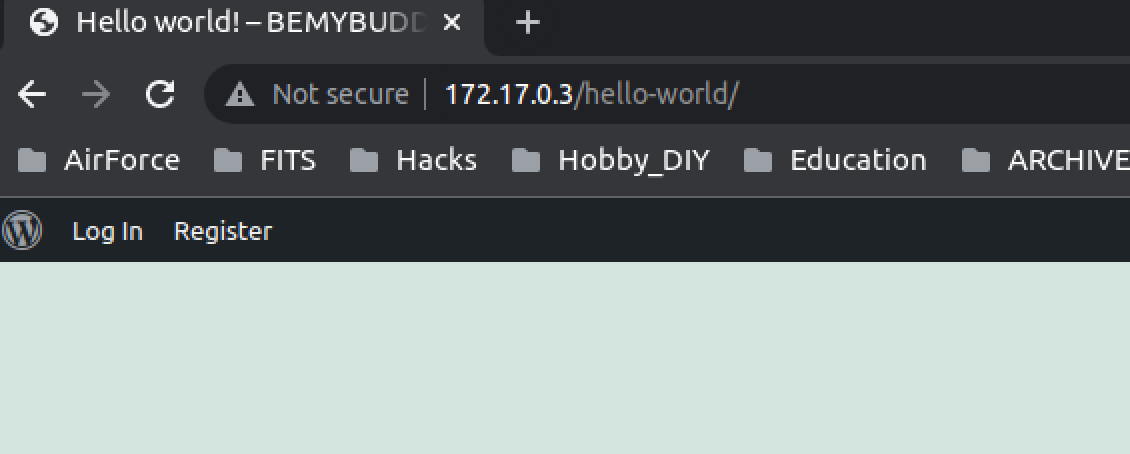 Hello world! – BEMYBUDD
Not secure 172.17.0.3/hello-world/
AirForce FITS Hacks Hobby_DIY Education ARCHIVE
Log In Register